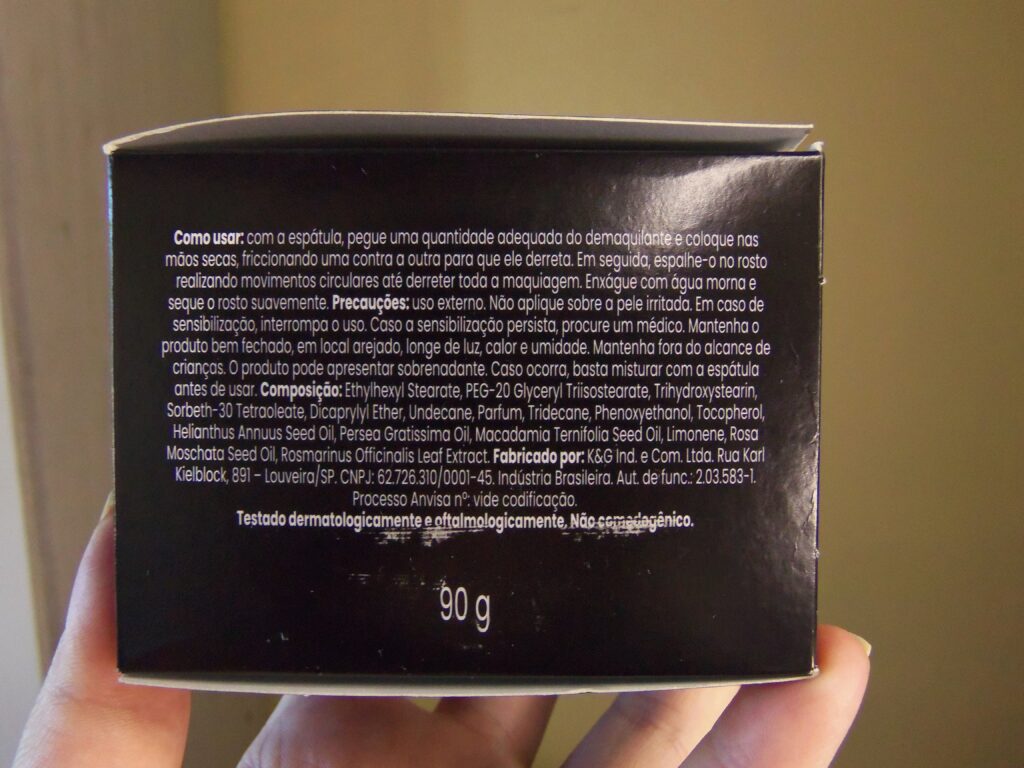 Como usar: com a espátula, pegue uma quantidade adequada do demaquilante e coloque nas
mãos secas, friccionando uma contra a outra para que ele derreta. Em seguida, espalhe-o no rosto
realizando movimentos circulares até derreter toda a maquiagem. Enxágue com água morna e
seque o rosto suavemente. Precauções: uso externo. Não aplique sobre a pele irritada. Em caso de
sensibilização, interrompa o uso. Caso a sensibilização persista, procure um médico. Mantenha o
produto bem fechado, em local arejado, longe de luz, calor e umidade. Mantenha fora do alcance de
crianças. O produto pode apresentar sobrenadante. Caso ocorra, basta misturar com a espátula
antes de usar. Composição: Ethylhexyl Stearate, PEG-20 Glyceryl Triisostearate, Trihydroxystearin,
Sorbeth-30 Tetraoleate, Dicaprylyl Ether, Undecane, Parfum, Tridecane, Phenoxyethanol, Tocopherol,
Helianthus Annuus Seed Oil, Persea Gratissima Oil, Macadamia Ternifolia Seed Oil, Limonene, Rosa
Moschata Seed Oil, Rosmarinus Officinalis Leaf Extract. Fabricado por: K&G Ind. e Com. Ltda. Rua Karl
Kielblock, 891 – Louveira/SP. CNPJ: 62.726.310/0001-45. Indústria Brasileira. Aut. de func.: 2.03.583-1.
Processo Anvisa nº: vide codificação.
Testado dermatologicamente e oftalmologicamente, Não comedogênico.
90 g